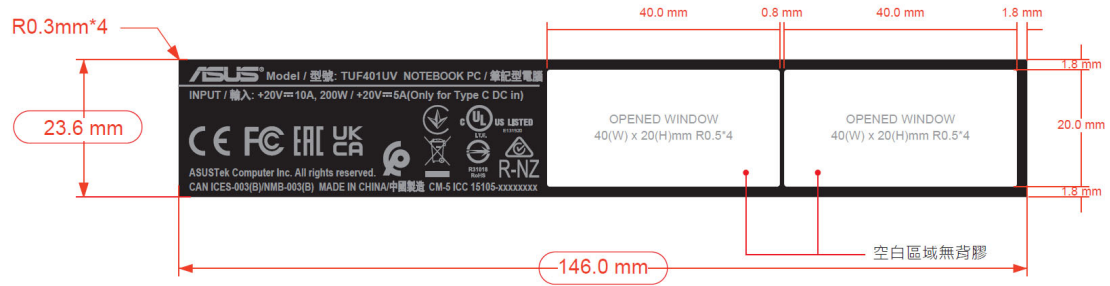 R0.3mm*4
40.0 mm
0.8 mm
40.0 mm
1.8 mm
ASUS Model / 型號: TUF401UV NOTEBOOK PC / 筆記型電腦
INPUT / 輸入: +20V⎓10A, 200W / +20V⎓5A(Only for Type C DC in)
1.8 mm
23.6 mm
20.0 mm
1.8 mm
C UL US LISTED
E131920
I.T.E.
CE FC EAC UK CA
R31018
RoHS
R-NZ
ASUSTek Computer Inc. All rights reserved.
CAN ICES-003(B)/NMB-003(B) MADE IN CHINA/中國製造 CM-5 ICC 15105-xxxxxxxx
OPENED WINDOW
40(W) x 20(H)mm R0.5*4
OPENED WINDOW
40(W) x 20(H)mm R0.5*4
空白區域無背膠
146.0 mm